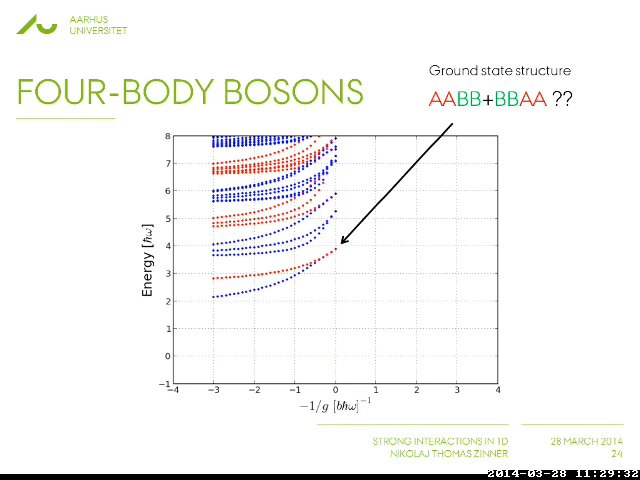 AARHUS
UNIVERSITET
FOUR-BODY BOSONS
Ground state structure
AABB+BBAA ??
8
7
6
5
4
3
2
1
0
−1
Energy [ħω]
−4 −3 −2 −1 0 1 2 3 4
−1/g [bħω]⁻¹
STRONG INTERACTIONS IN 1D
NIKOLAJ THOMAS ZINNER
28 MARCH 2014
24
2014-03-28 11:29:32